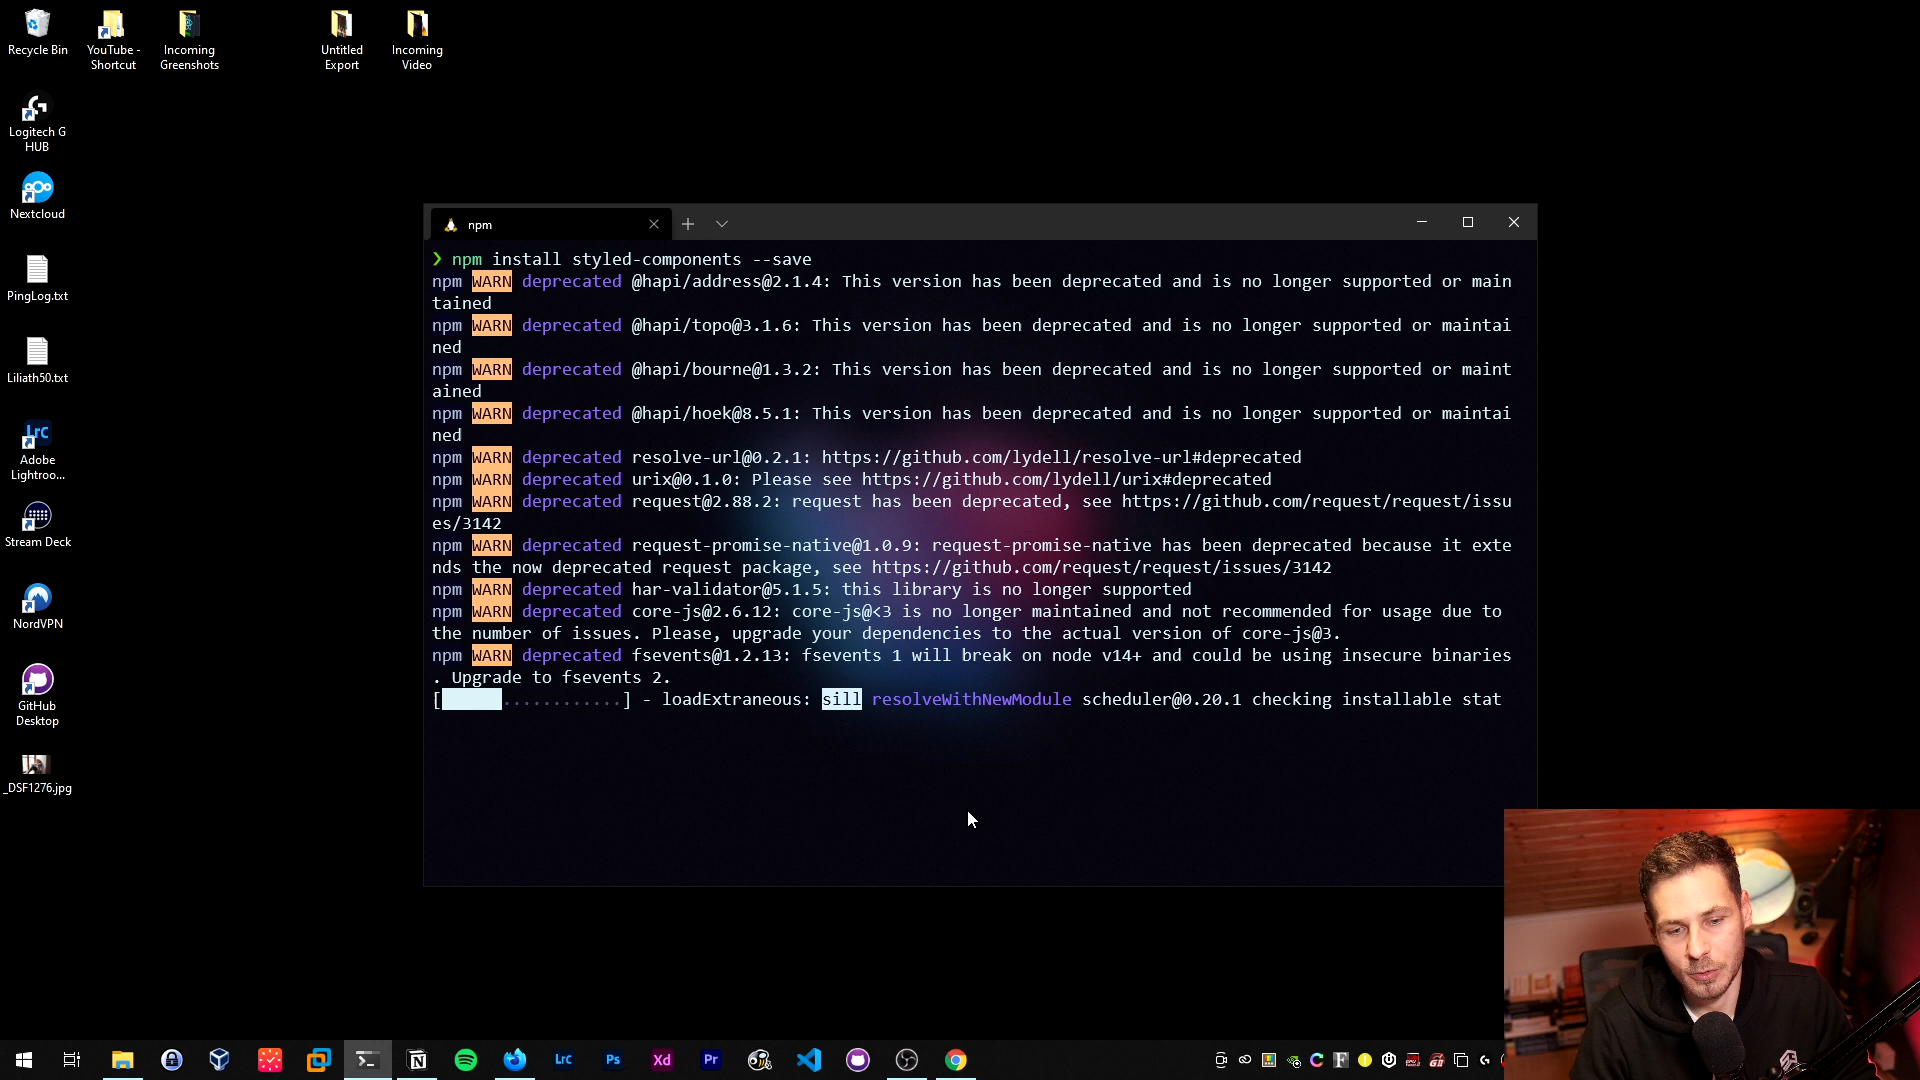 Recycle Bin
YouTube -
Shortcut
Incoming
Greenshots
Untitled
Export
Incoming
Video
Logitech G
HUB
Nextcloud
PingLog.txt
Liliath50.txt
Lrc
Adobe
Lightroo...
Stream Deck
NordVPN
GitHub
Desktop
_DSF1276.jpg
npm
❯ npm install styled-components --save
npm WARN deprecated @hapi/address@2.1.4: This version has been deprecated and is no longer supported or main
tained
npm WARN deprecated @hapi/topo@3.1.6: This version has been deprecated and is no longer supported or maintai
ned
npm WARN deprecated @hapi/bourne@1.3.2: This version has been deprecated and is no longer supported or maint
ained
npm WARN deprecated @hapi/hoek@8.5.1: This version has been deprecated and is no longer supported or maintai
ned
npm WARN deprecated resolve-url@0.2.1: https://github.com/lydell/resolve-url#deprecated
npm WARN deprecated urix@0.1.0: Please see https://github.com/lydell/urix#deprecated
npm WARN deprecated request@2.88.2: request has been deprecated, see https://github.com/request/request/issu
es/3142
npm WARN deprecated request-promise-native@1.0.9: request-promise-native has been deprecated because it exte
nds the now deprecated request package, see https://github.com/request/request/issues/3142
npm WARN deprecated har-validator@5.1.5: this library is no longer supported
npm WARN deprecated core-js@2.6.12: core-js@<3 is no longer maintained and not recommended for usage due to
the number of issues. Please, upgrade your dependencies to the actual version of core-js@3.
npm WARN deprecated fsevents@1.2.13: fsevents 1 will break on node v14+ and could be using insecure binaries
. Upgrade to fsevents 2.
[      ............] - loadExtraneous: sill resolveWithNewModule scheduler@0.20.1 checking installable stat
Lrc
Ps
Xd
Pr